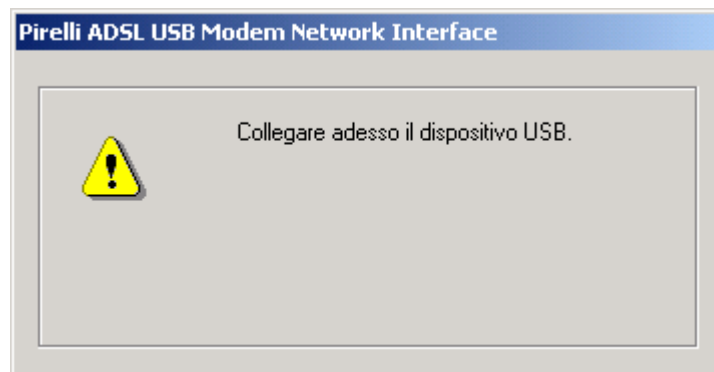 Pirelli ADSL USB Modem Network Interface
Collegare adesso il dispositivo USB.